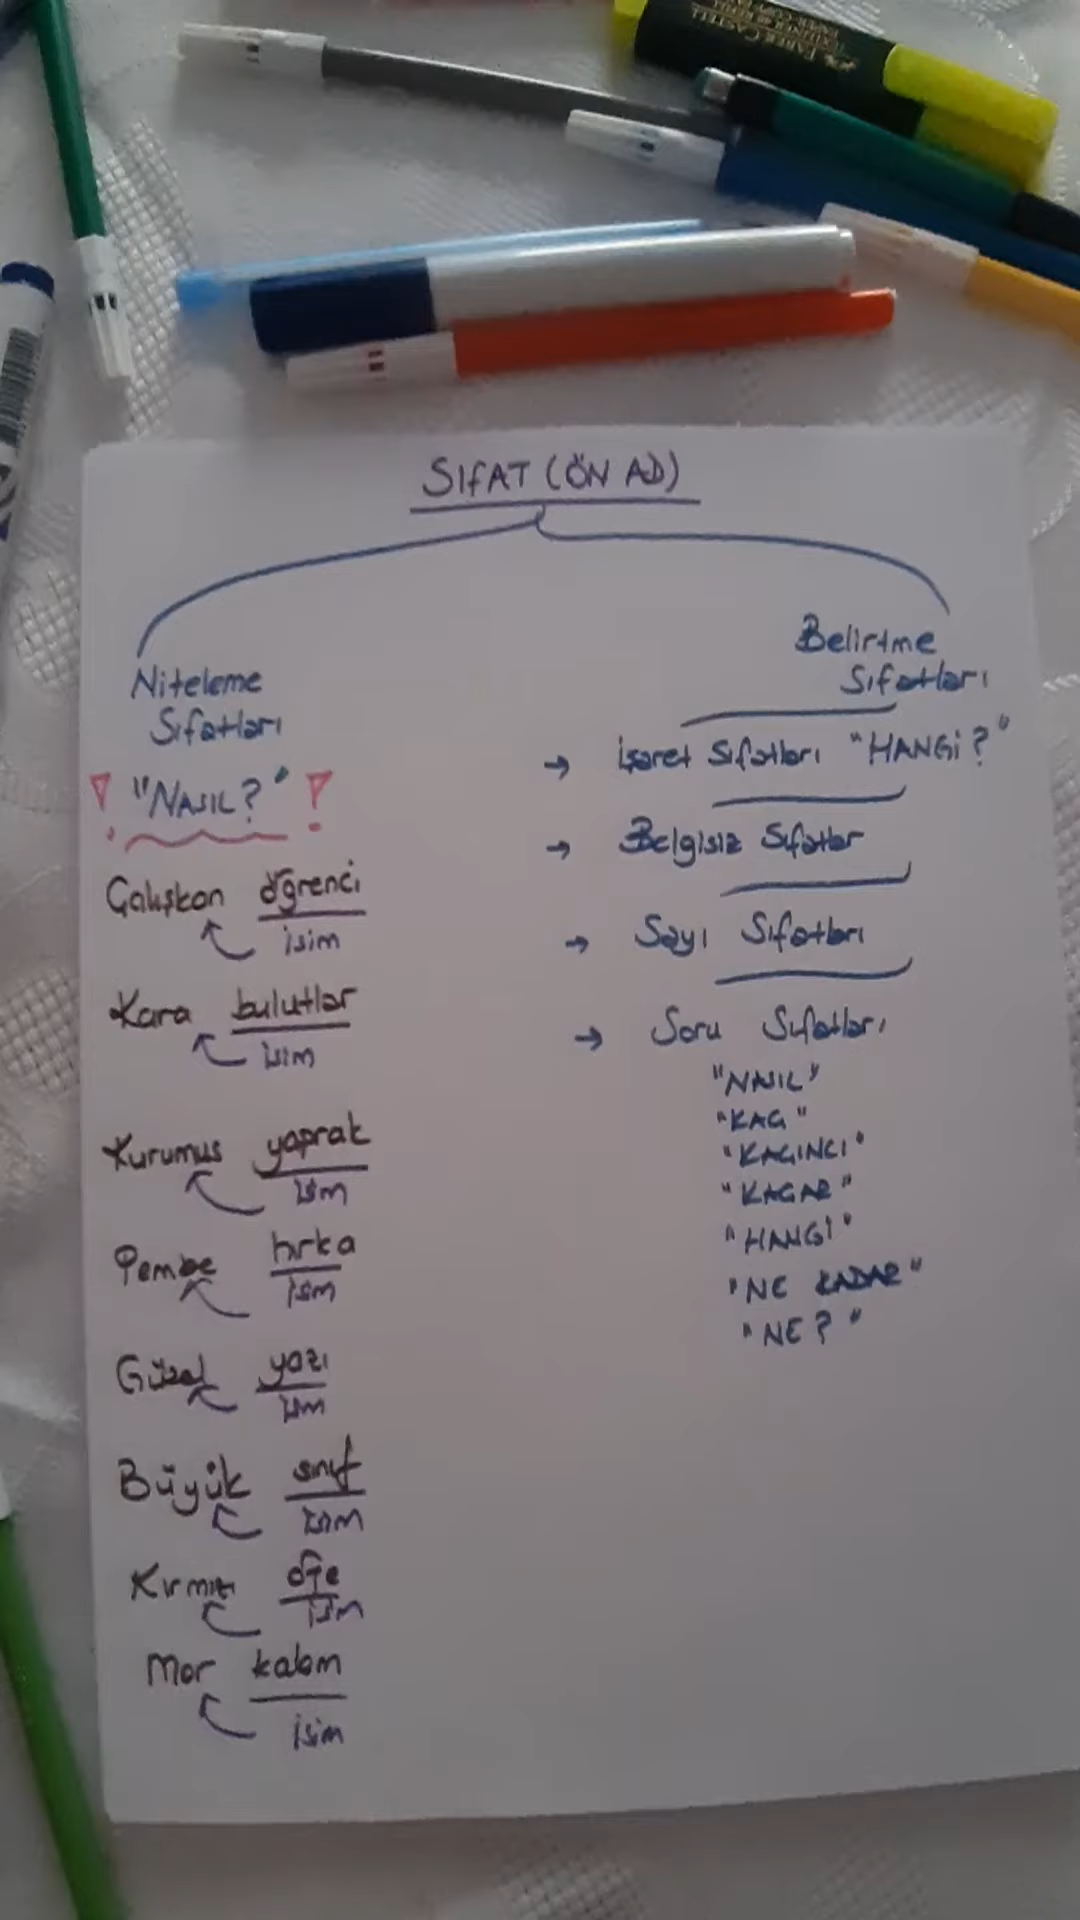 FABER-CASTELL
SIFAT (ÖN AD)
Niteleme
Sıfatları
"NASIL?"
Çalışkan öğrenci
isim
Kara bulutlar
isim
Kurumuş yaprak
isim
Pembe hırka
isim
Güzel yazı
isim
Büyük sınıf
isim
Kırmızı
isim
Mor kalem
isim
Belirtme
Sıfatları
→ İşaret Sıfatları "HANGİ?"
→ Belgisiz Sıfatlar
→ Sayı Sıfatları
→ Soru Sıfatları
"NASIL"
"KAÇ"
"KAÇINCI"
"KAÇAR"
"HANGİ"
"NE KADAR"
"NE?"